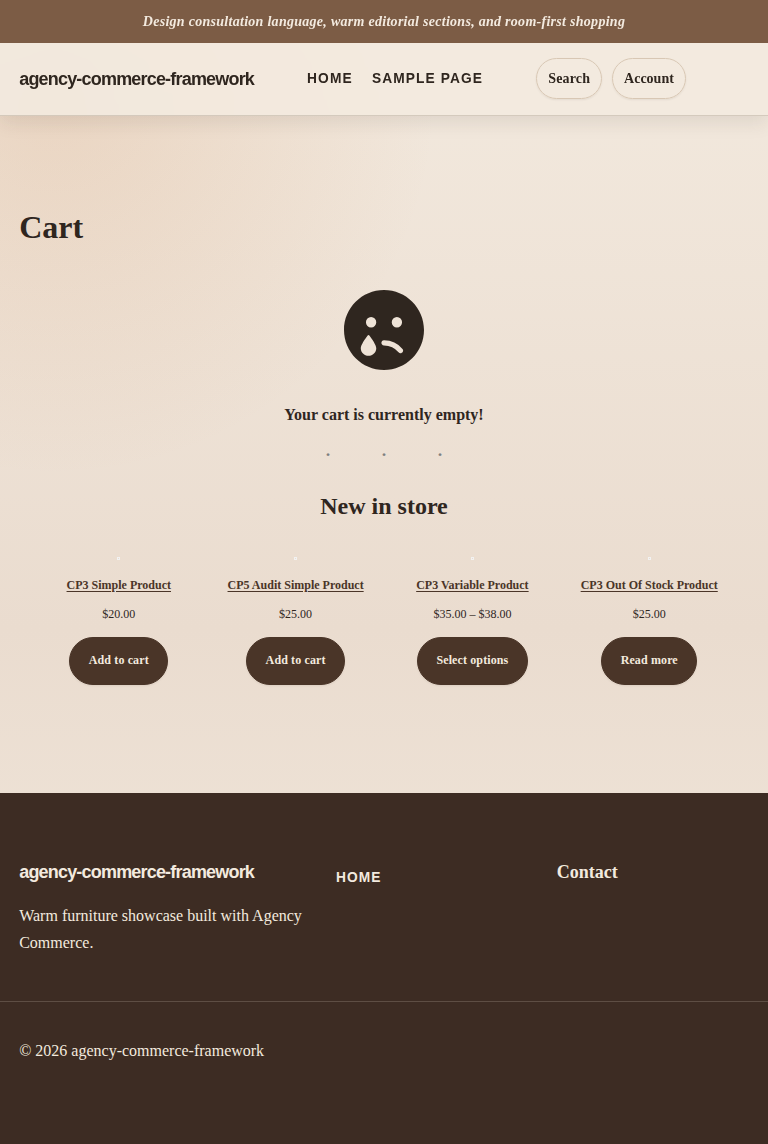 Design consultation language, warm editorial sections, and room-first shopping
agency-commerce-framework
HOME
SAMPLE PAGE
Search
Account
Cart
Your cart is currently empty!
New in store
CP3 Simple Product
CP5 Audit Simple Product
CP3 Variable Product
CP3 Out Of Stock Product
$20.00
$25.00
$35.00 – $38.00
$25.00
Add to cart
Add to cart
Select options
Read more
agency-commerce-framework
HOME
Contact
Warm furniture showcase built with Agency
Commerce.
© 2026 agency-commerce-framework